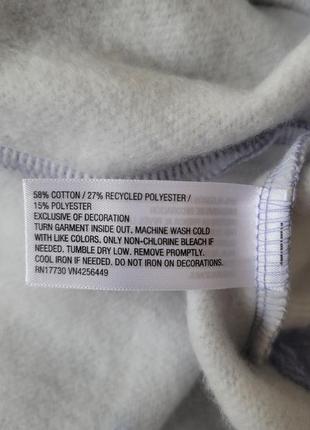 58% COTTON / 27% RECYCLED POLYESTER /
15% POLYESTER
EXCLUSIVE OF DECORATION
TURN GARMENT INSIDE OUT. MACHINE WASH COLD
WITH LIKE COLORS. ONLY NON-CHLORINE BLEACH IF
NEEDED. TUMBLE DRY LOW. REMOVE PROMPTLY.
COOL IRON IF NEEDED. DO NOT IRON ON DECORATIONS.
RN17730 VN4256449